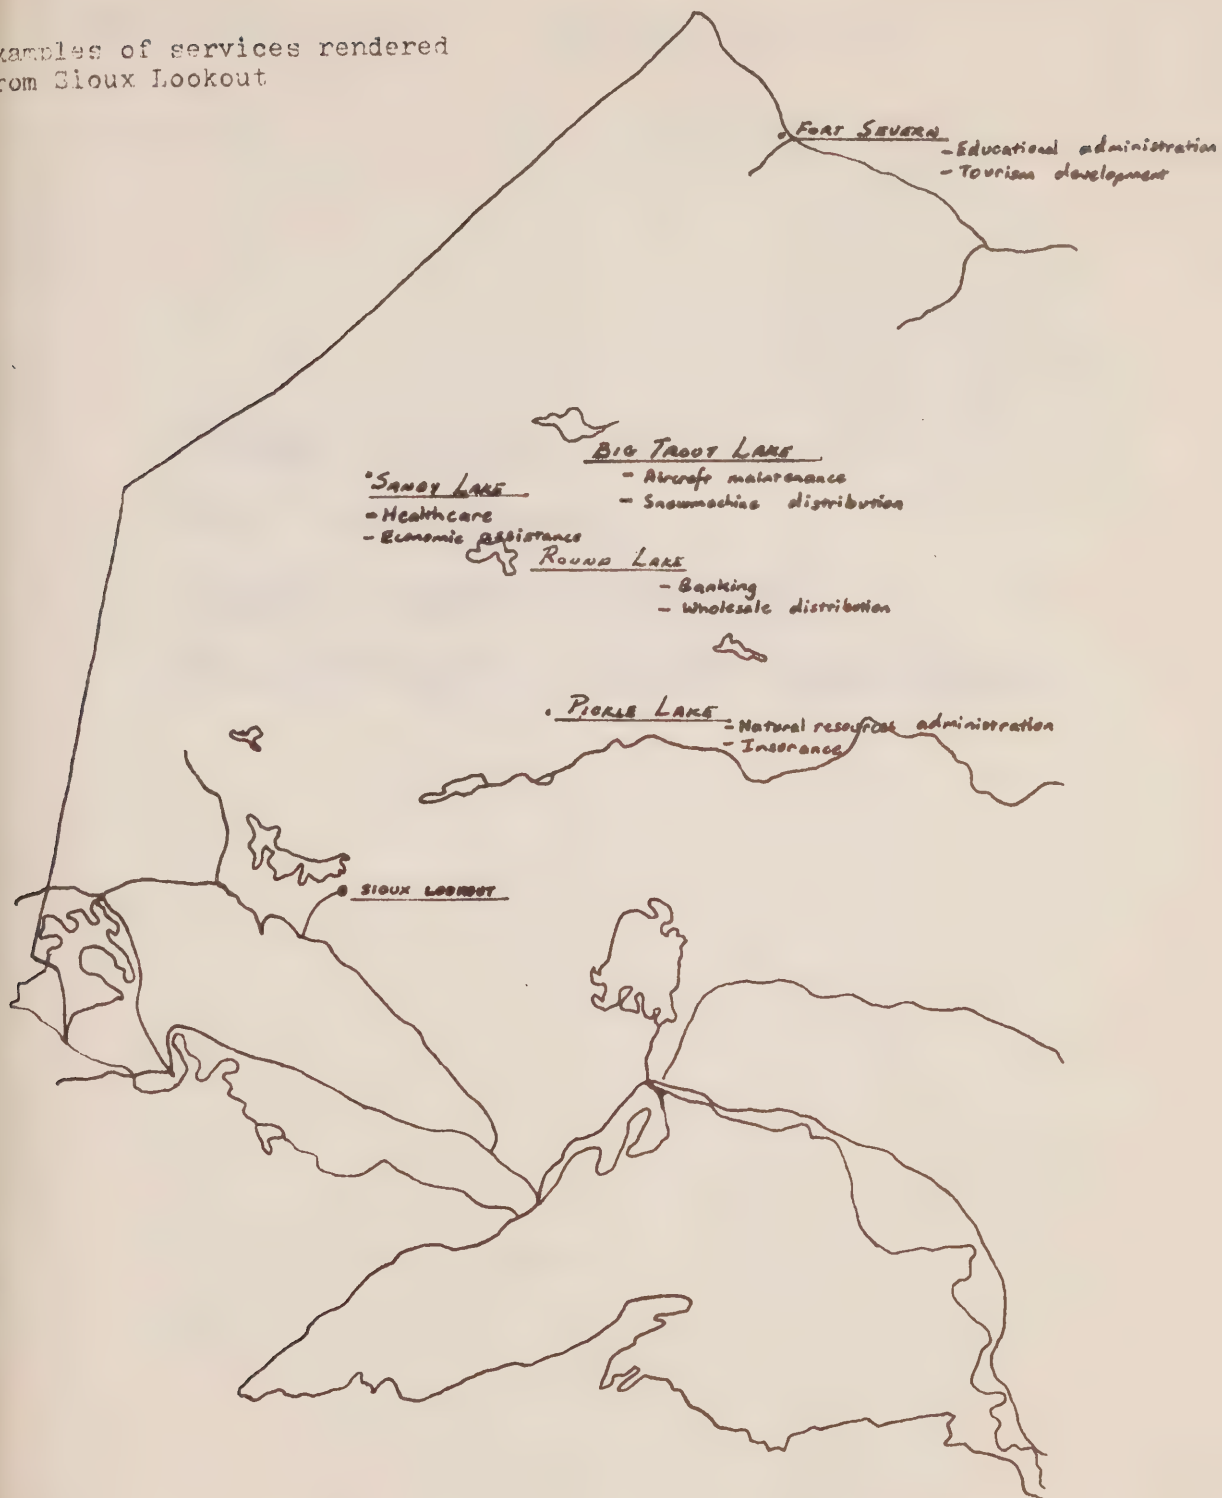 xamples of services rendered
rom Sioux Lookout
FORT SEVERN
- Educational administration
- Tourism development
BIG TROUT LAKE
- Aircraft maintenance
- Snowmachine distribution
SANDY LAKE
- Healthcare
- Economic assistance
ROUND LAKE
- Banking
- Wholesale distribution
PICKLE LAKE
- Natural resources administration
- Insurance
SIOUX LOOKOUT